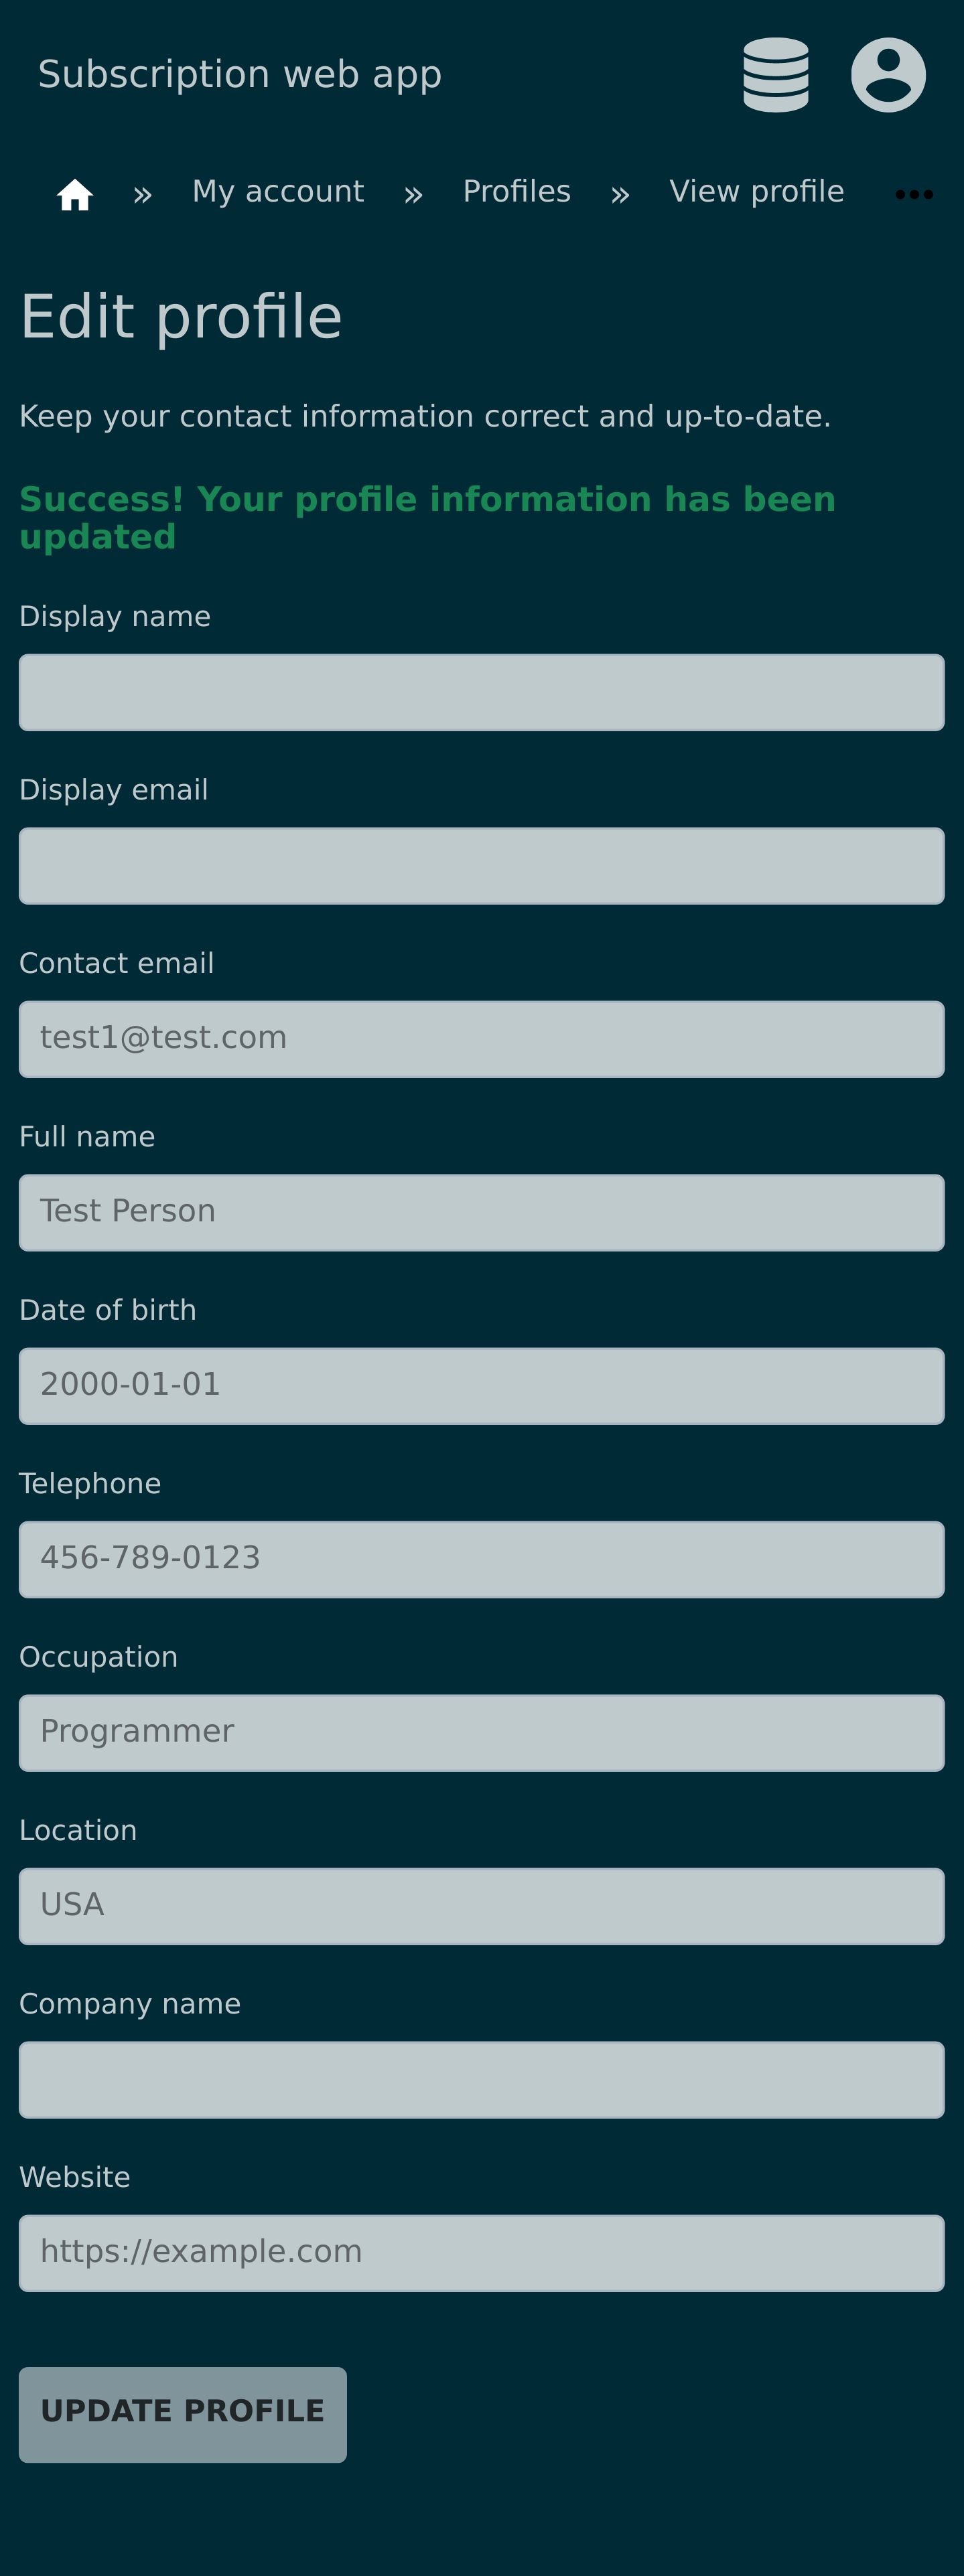 Subscription web app
» My account » Profiles » View profile •••
Edit profile
Keep your contact information correct and up-to-date.
Success! Your profile information has been
updated
Display name
Display email
Contact email
test1@test.com
Full name
Test Person
Date of birth
2000-01-01
Telephone
456-789-0123
Occupation
Programmer
Location
USA
Company name
Website
https://example.com
UPDATE PROFILE